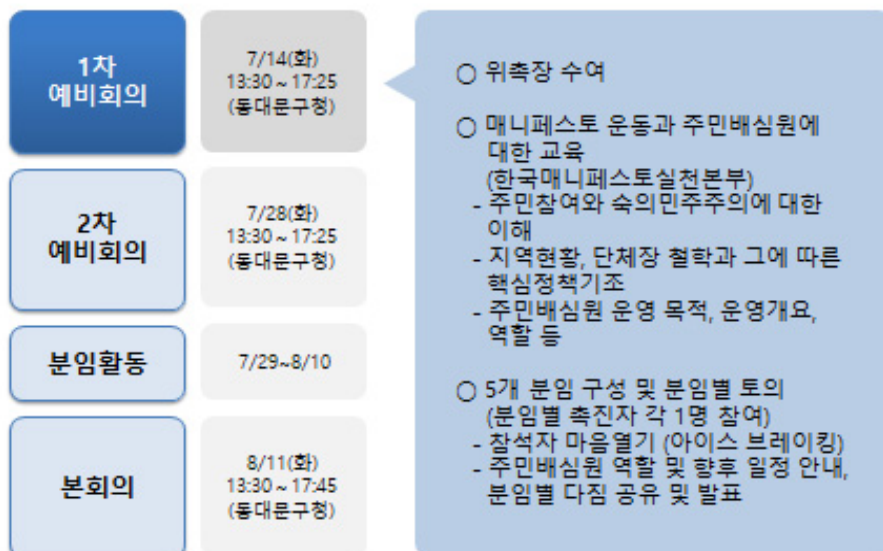 1차
예비회의
7/14(화)
13:30 ~ 17:25
(동대문구청)
2차
예비회의
7/28(화)
13:30 ~ 17:25
(동대문구청)
분임활동
7/29~8/10
본회의
8/11(화)
13:30 ~ 17:45
(동대문구청)
○ 위촉장 수여
○ 매니페스토 운동과 주민배심원에
대한 교육
(한국매니페스토실천본부)
- 주민참여와 숙의민주주의에 대한
이해
- 지역현황, 단체장 철학과 그에 따른
핵심정책기조
- 주민배심원 운영 목적, 운영개요,
역할 등
○ 5개 분임 구성 및 분임별 토의
(분임별 촉진자 각 1명 참여)
- 참석자 마음열기 (아이스 브레이킹)
- 주민배심원 역할 및 향후 일정 안내,
분임별 다짐 공유 및 발표